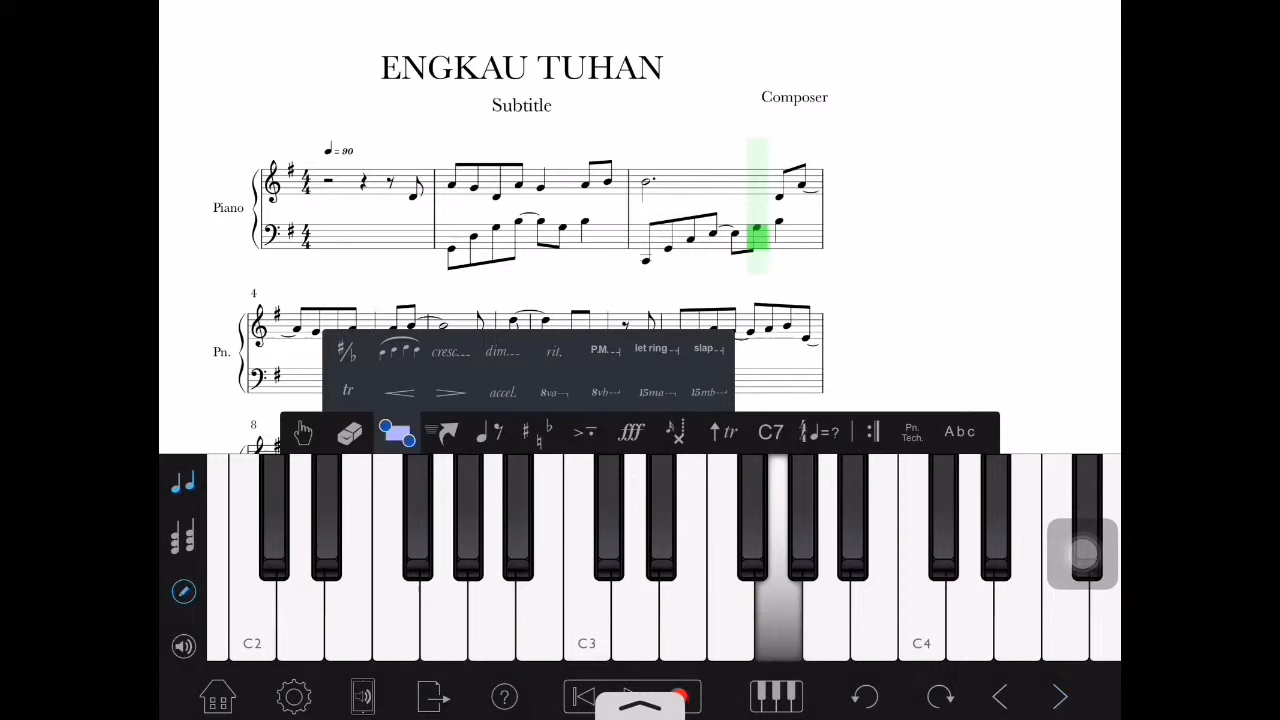 ENGKAU TUHAN
Subtitle
Composer
= 90
Piano
4
Pn.
cresc. dim. rit. P.M. let ring slap
tr accel. 8va 8vb 15ma 15mb
8
fff tr C7 =? Pn. Tech. Abc
C2 C3 C4
?